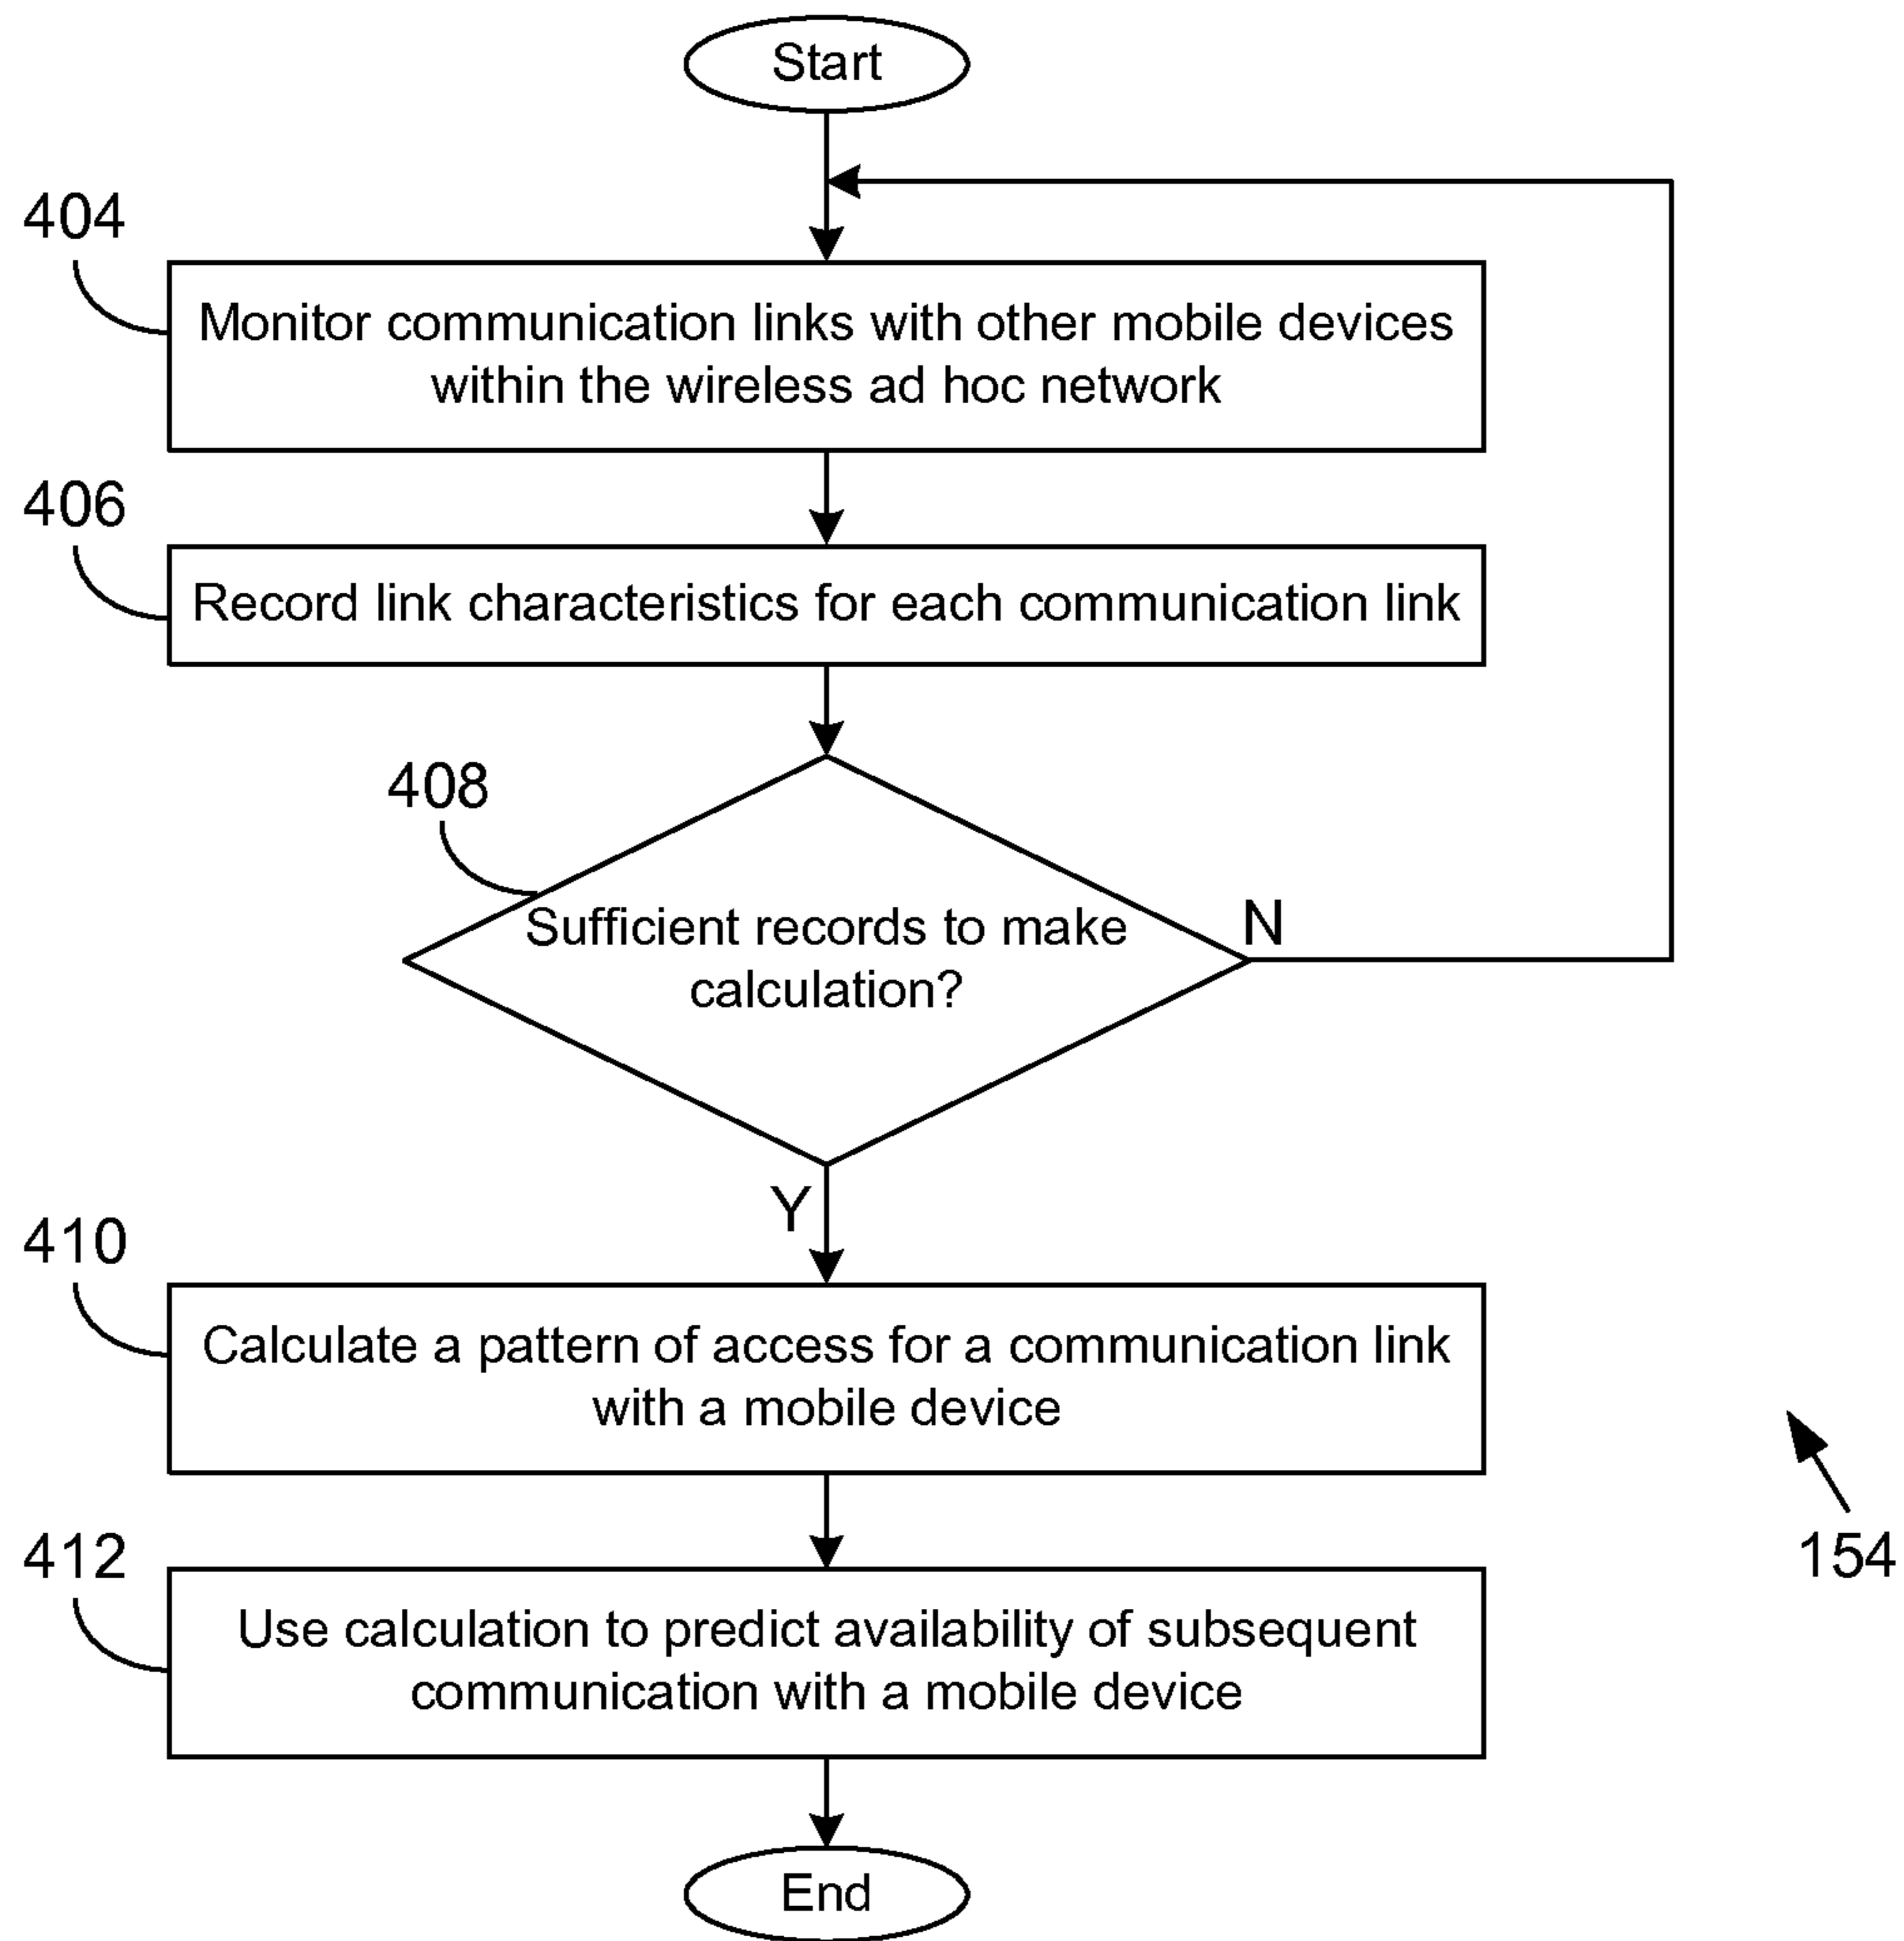 Start
404
Monitor communication links with other mobile devices
within the wireless ad hoc network
406
Record link characteristics for each communication link
408
Sufficient records to make
calculation?
N
Y
410
Calculate a pattern of access for a communication link
with a mobile device
412
Use calculation to predict availability of subsequent
communication with a mobile device
154
End